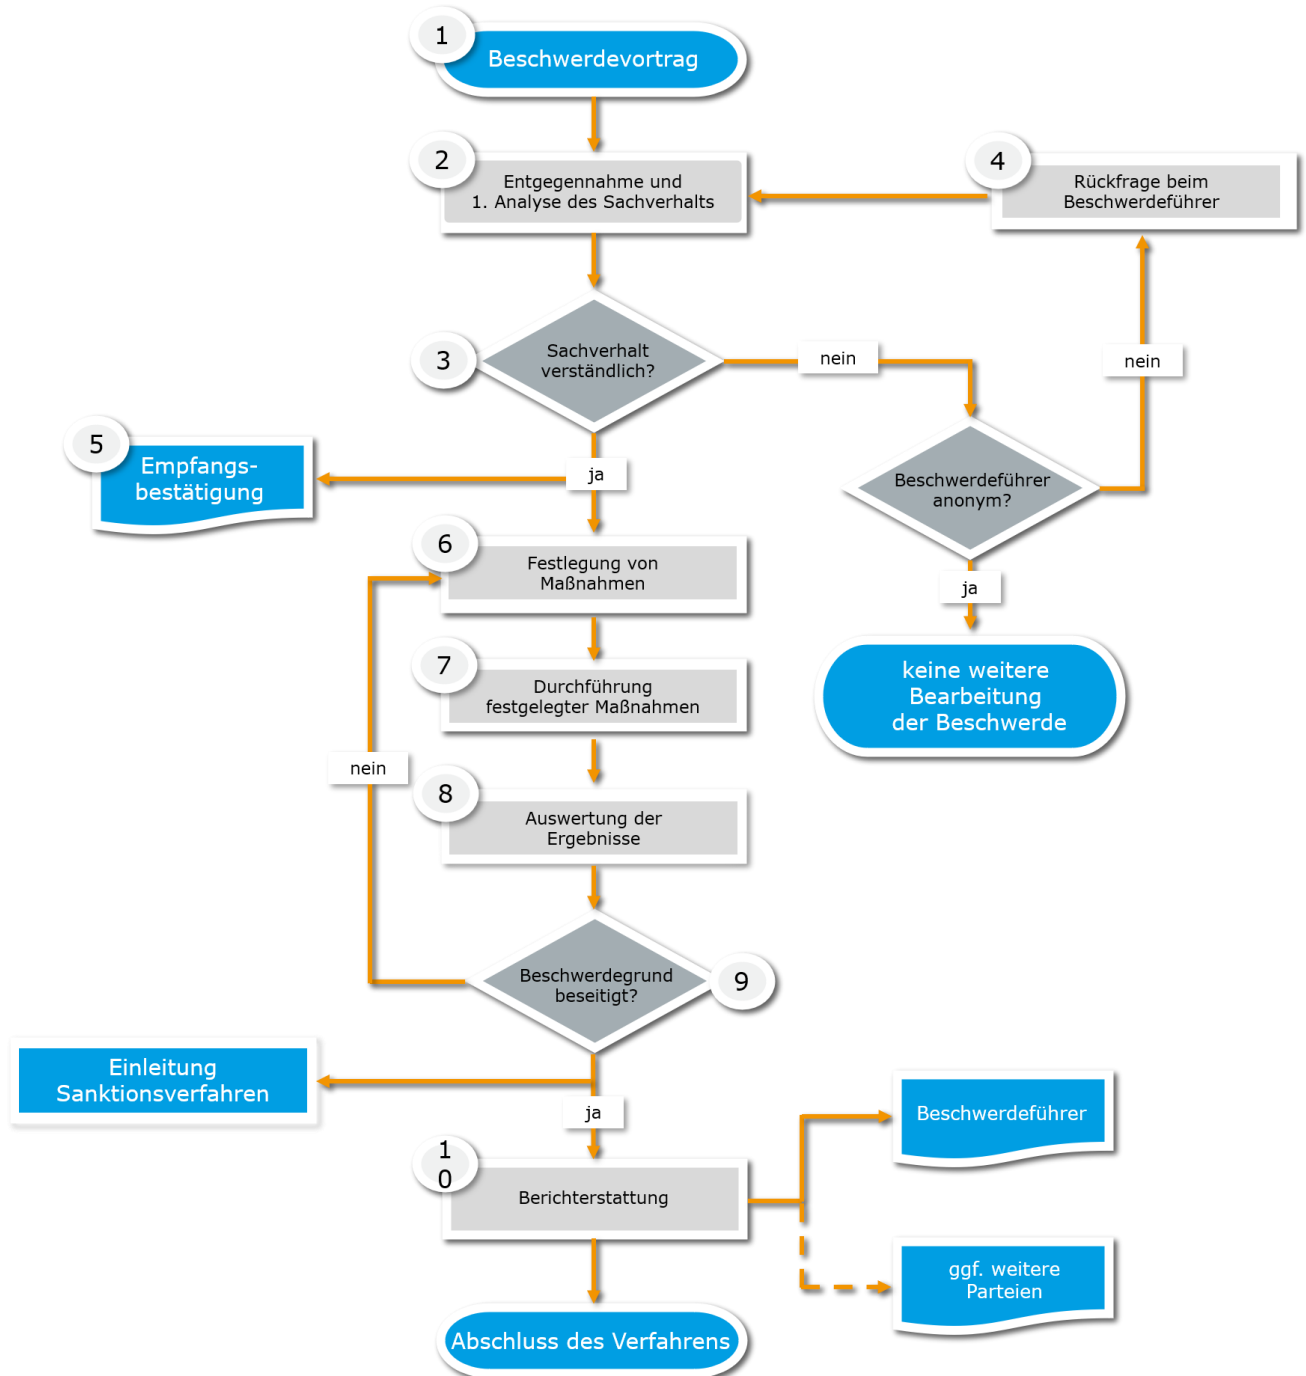 1
Beschwerdevortrag
2
Entgegennahme und
1. Analyse des Sachverhalts
4
Rückfrage beim
Beschwerdeführer
3
Sachverhalt
verständlich?
nein
nein
5
Empfangs-
bestätigung
ja
Beschwerdeführer
anonym?
6
Festlegung von
Maßnahmen
ja
7
Durchführung
festgelegter Maßnahmen
keine weitere
Bearbeitung
der Beschwerde
nein
8
Auswertung der
Ergebnisse
Beschwerdegrund
beseitigt?
9
Einleitung
Sanktionsverfahren
ja
Beschwerdeführer
1
0
Berichterstattung
ggf. weitere
Parteien
Abschluss des Verfahrens